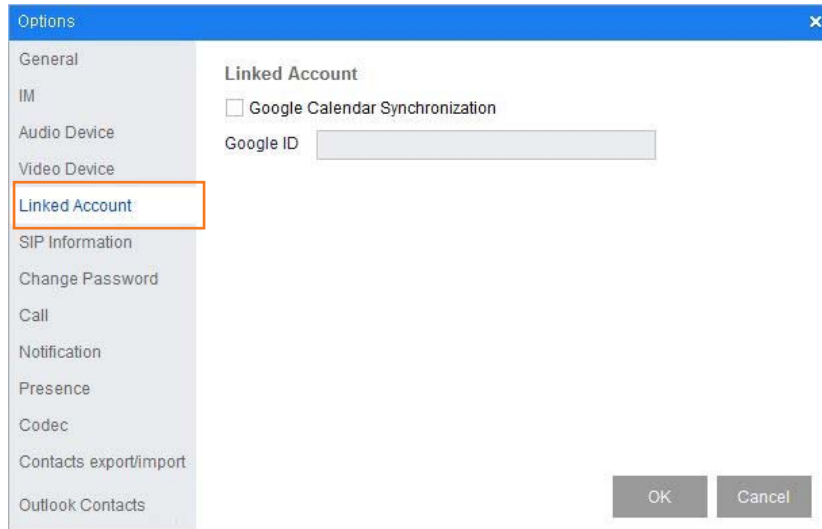 Options
General
IM
Audio Device
Video Device
Linked Account
SIP Information
Change Password
Call
Notification
Presence
Codec
Contacts export/import
Outlook Contacts
Linked Account
Google Calendar Synchronization
Google ID
OK
Cancel